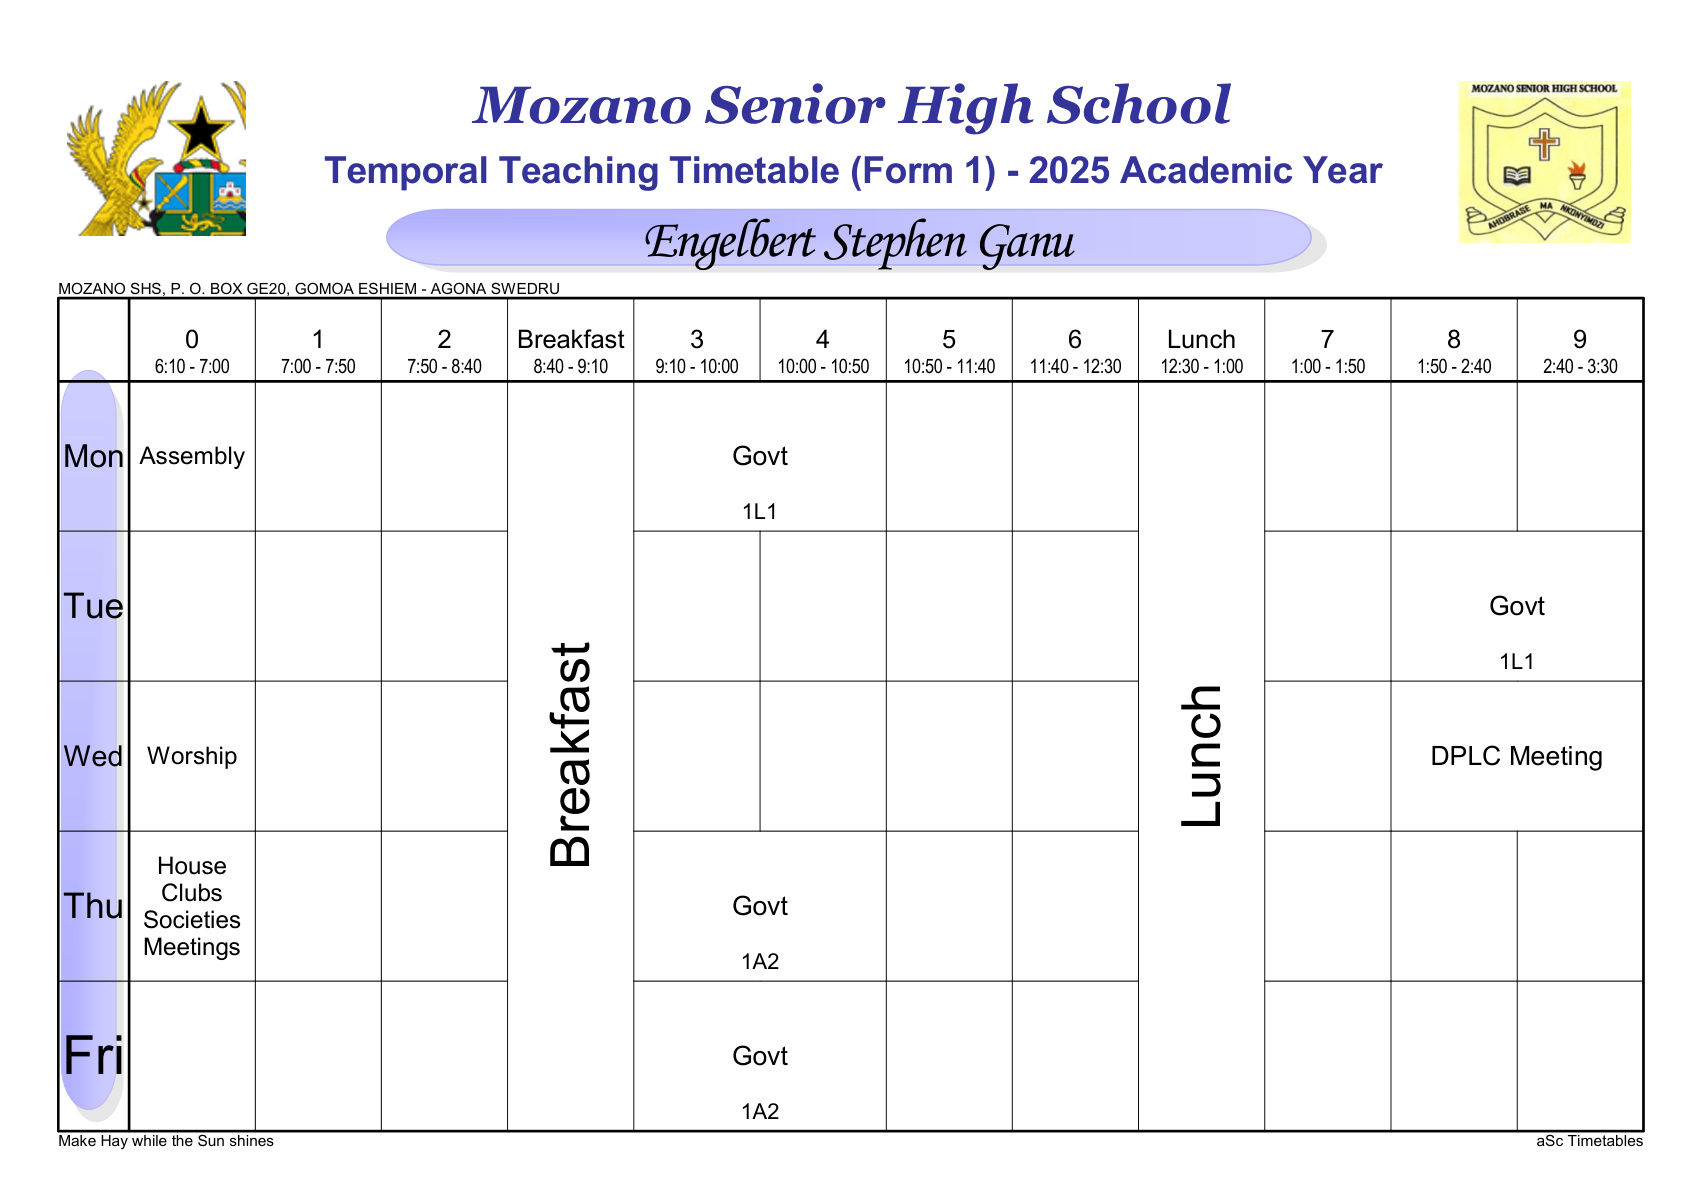 MOZANO SENIOR HIGH SCHOOL
AHOBRASE MA NKONYIMDZI
Mozano Senior High School
Temporal Teaching Timetable (Form 1) - 2025 Academic Year
Engelbert Stephen Ganu
MOZANO SHS, P. O. BOX GE20, GOMOA ESHIEM - AGONA SWEDRU
0 1 2 Breakfast 3 4 5 6 Lunch 7 8 9
6:10 - 7:00 7:00 - 7:50 7:50 - 8:40 8:40 - 9:10 9:10 - 10:00 10:00 - 10:50 10:50 - 11:40 11:40 - 12:30 12:30 - 1:00 1:00 - 1:50 1:50 - 2:40 2:40 - 3:30
Mon Assembly Govt
1L1
Tue Govt
1L1
Breakfast
Lunch
Wed Worship DPLC Meeting
House
Clubs
Thu Govt
Societies
Meetings
1A2
Fri Govt
1A2
Make Hay while the Sun shines aSc Timetables